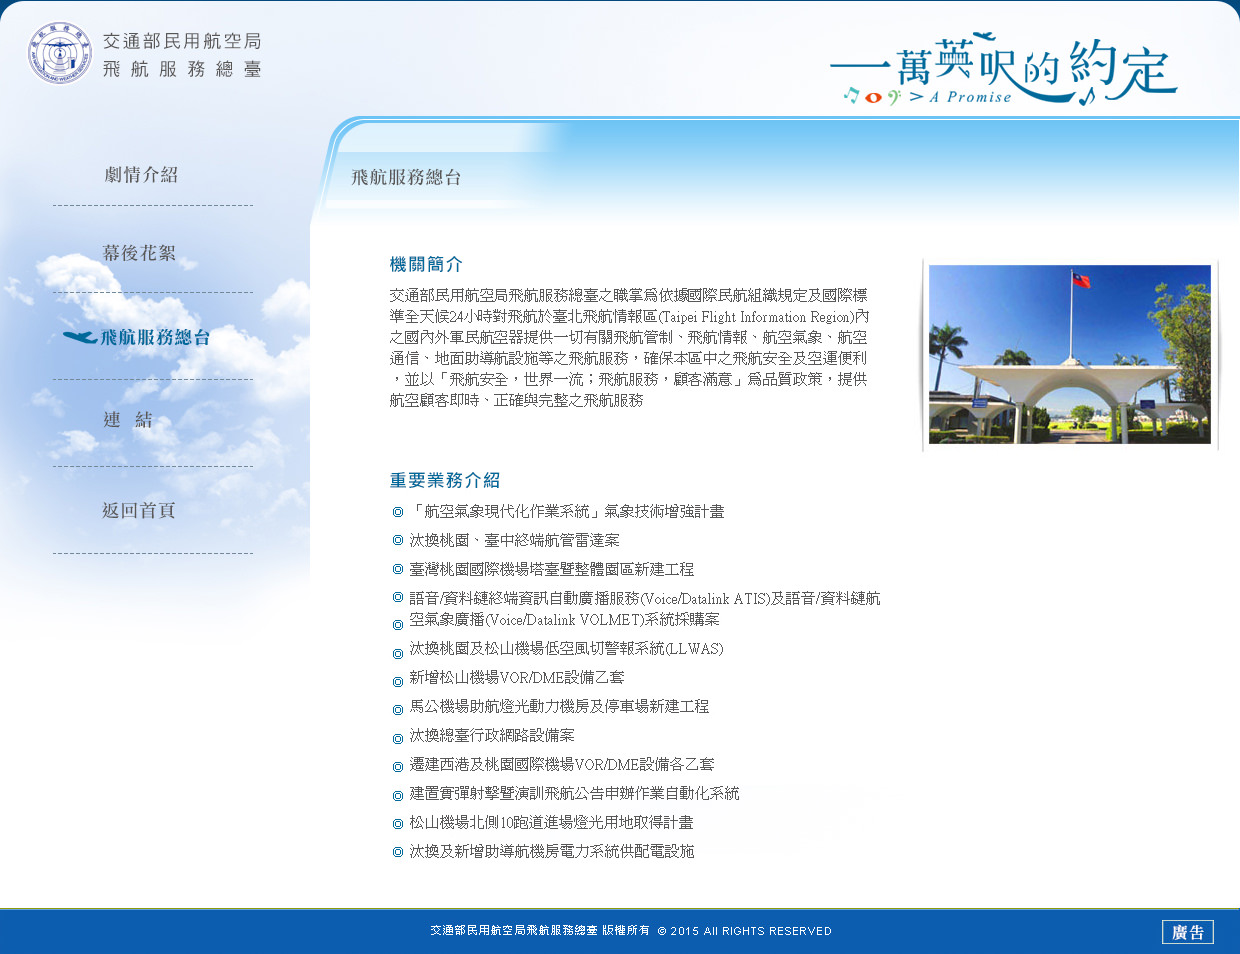 交通部民用航空局
飛航服務總臺
一萬英呎的約定
A Promise
劇情介紹
幕後花絮
飛航服務總台
連 結
返回首頁
飛航服務總台
機關簡介
交通部民用航空局飛航服務總臺之職掌為依據國際民航組織規定及國際標
準全天候24小時對飛航於臺北飛航情報區(Taipei Flight Information Region)內
之國內外軍民航空器提供一切有關飛航管制、飛航情報、航空氣象、航空
通信、地面助導航設施等之飛航服務，確保本區中之飛航安全及空運便利
，並以「飛航安全，世界一流；飛航服務，顧客滿意」為品質政策，提供
航空顧客即時、正確與完整之飛航服務
重要業務介紹
「航空氣象現代化作業系統」氣象技術增強計畫
汰換桃園、臺中終端航管雷達案
臺灣桃園國際機場塔臺暨整體園區新建工程
語音/資料鏈終端資訊自動廣播服務(Voice/Datalink ATIS)及語音/資料鏈航
空氣象廣播(Voice/Datalink VOLMET)系統採購案
汰換桃園及松山機場低空風切警報系統(LLWAS)
新增松山機場VOR/DME設備乙套
馬公機場助航燈光動力機房及停車場新建工程
汰換總臺行政網路設備案
遷建西港及桃園國際機場VOR/DME設備各乙套
建置實彈射擊暨演訓飛航公告申辦作業自動化系統
松山機場北側10跑道進場燈光用地取得計畫
汰換及新增助導航機房電力系統供配電設施
交通部民用航空局飛航服務總臺 版權所有 © 2015 All RIGHTS RESERVED
廣告